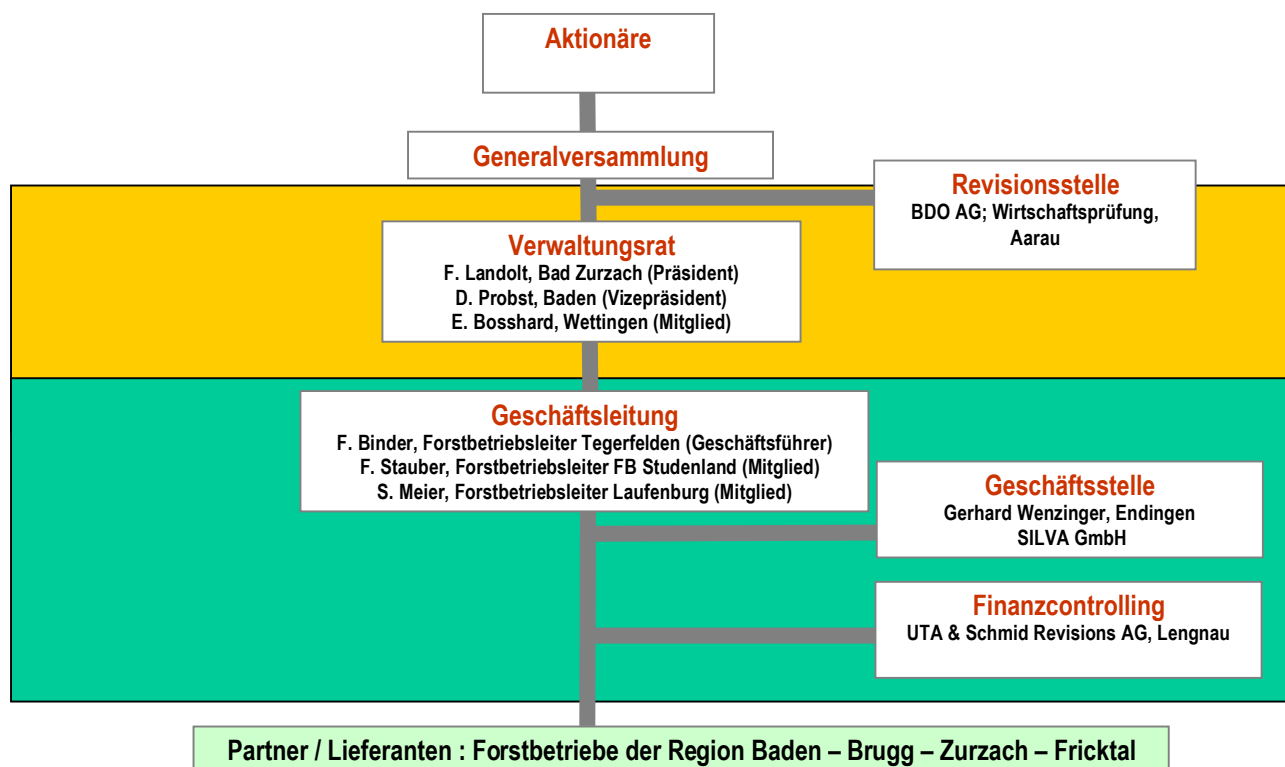 Aktionäre
Generalversammlung
Revisionsstelle
BDO AG; Wirtschaftsprüfung,
Aarau
Verwaltungsrat
F. Landolt, Bad Zurzach (Präsident)
D. Probst, Baden (Vizepräsident)
E. Bosshard, Wettingen (Mitglied)
Geschäftsleitung
F. Binder, Forstbetriebsleiter Tegerfelden (Geschäftsführer)
F. Stauber, Forstbetriebsleiter FB Studenland (Mitglied)
S. Meier, Forstbetriebsleiter Laufenburg (Mitglied)
Geschäftsstelle
Gerhard Wenzinger, Endingen
SILVA GmbH
Finanzcontrolling
UTA & Schmid Revisions AG, Lengnau
Partner / Lieferanten : Forstbetriebe der Region Baden – Brugg – Zurzach – Fricktal